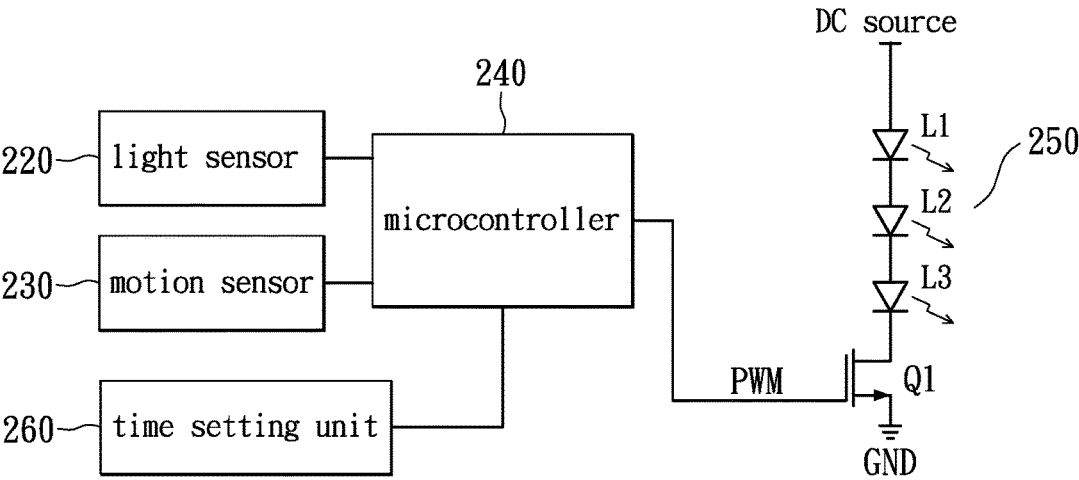 DC source
240
L1
220
light sensor
250
L2
microcontroller
230
motion sensor
L3
PWM
Q1
260
time setting unit
GND